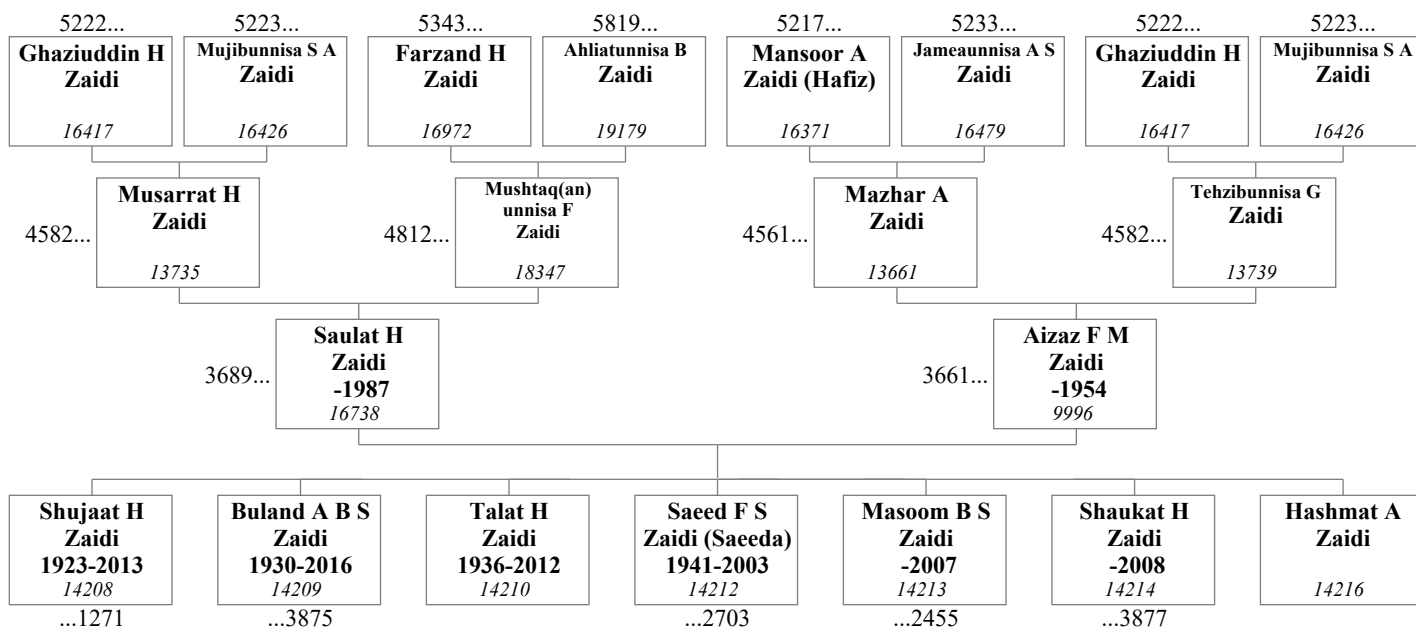 5222...
5223...
5343...
5819...
5217...
5233...
5222...
5223...
Ghaziuddin H
Zaidi
16417
Mujibunnisa S A
Zaidi
16426
Farzand H
Zaidi
16972
Ahliatunnisa B
Zaidi
19179
Mansoor A
Zaidi (Hafiz)
16371
Jameaunnisa A S
Zaidi
16479
Ghaziuddin H
Zaidi
16417
Mujibunnisa S A
Zaidi
16426
4582...
Musarrat H
Zaidi
13735
4812...
Mushtaq(an)
unnisa F
Zaidi
18347
4561...
Mazhar A
Zaidi
13661
4582...
Tehzibunnisa G
Zaidi
13739
3689...
Saulat H
Zaidi
-1987
16738
3661...
Aizaz F M
Zaidi
-1954
9996
Shujaat H
Zaidi
1923-2013
14208
...1271
Buland A B S
Zaidi
1930-2016
14209
...3875
Talat H
Zaidi
1936-2012
14210
Saeed F S
Zaidi (Saeeda)
1941-2003
14212
...2703
Masoom B S
Zaidi
-2007
14213
...2455
Shaukat H
Zaidi
-2008
14214
...3877
Hashmat A
Zaidi
14216